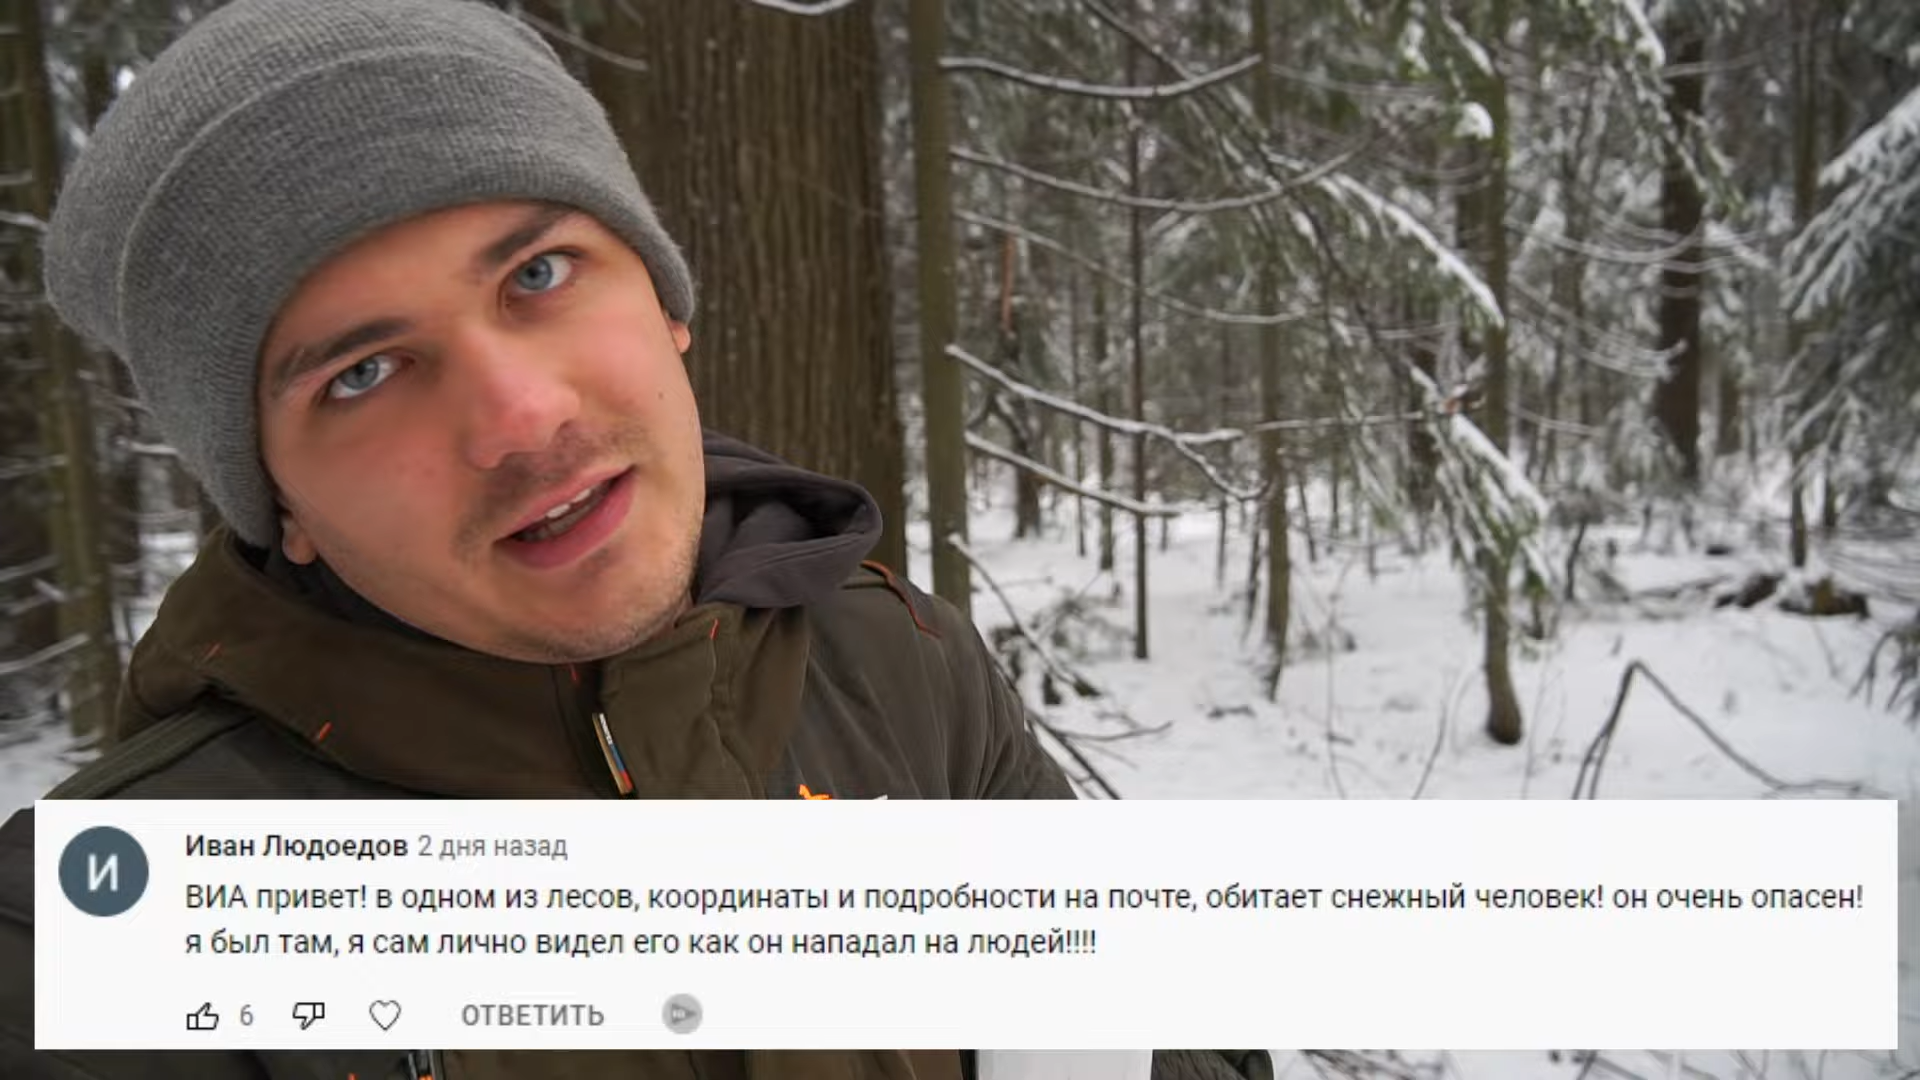 Иван Людоедов 2 дня назад
И
ВИА привет! в одном из лесов, координаты и подробности на почте, обитает снежный человек! он очень опасен!
я был там, я сам лично видел его как он нападал на людей!!!!
6 ОТВЕТИТЬ